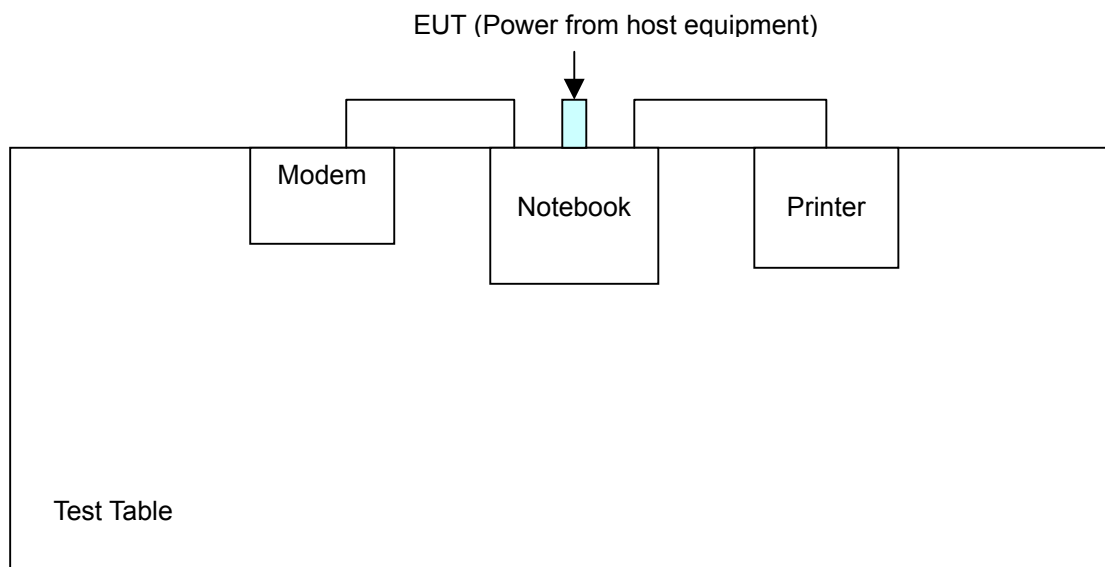 EUT (Power from host equipment)
Modem
Notebook
Printer
Test Table